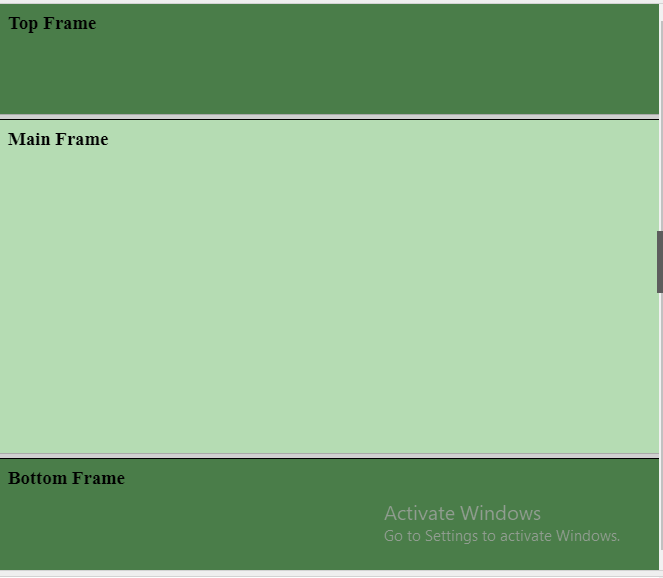 Top Frame
Main Frame
Bottom Frame
Activate Windows
Go to Settings to activate Windows.